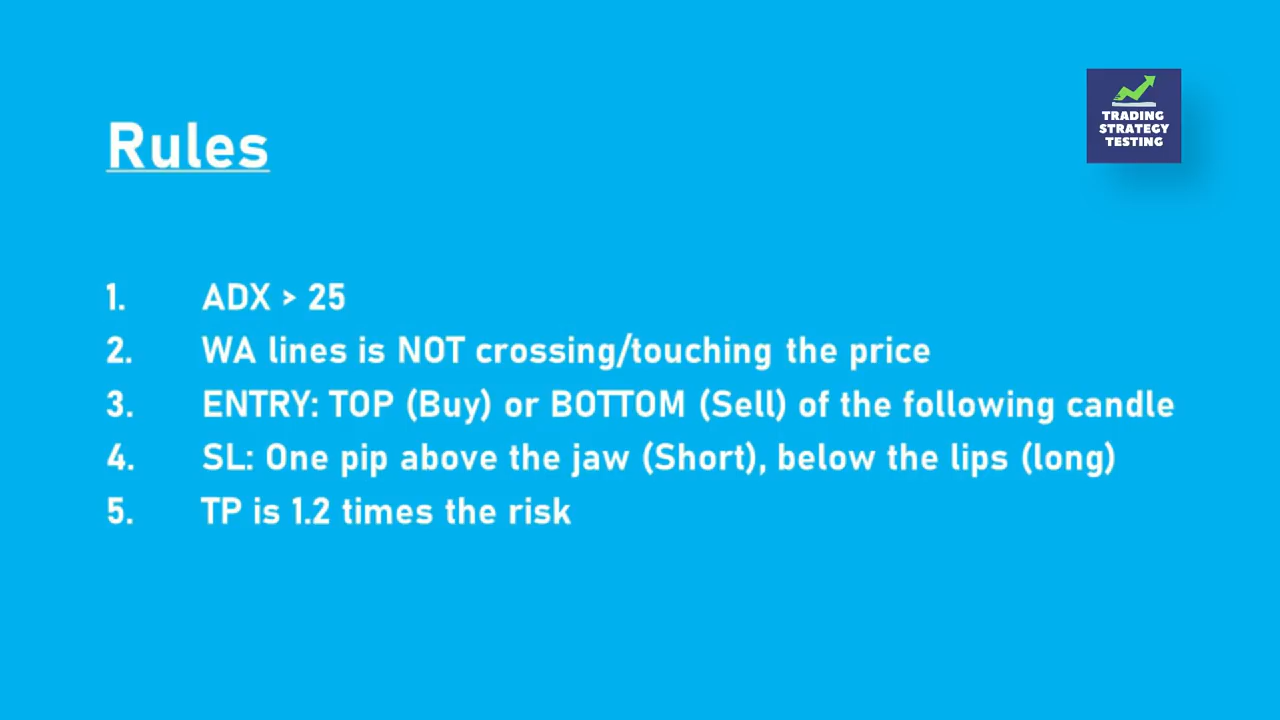 TRADING
STRATEGY
TESTING
Rules
1. ADX > 25
2. WA lines is NOT crossing/touching the price
3. ENTRY: TOP (Buy) or BOTTOM (Sell) of the following candle
4. SL: One pip above the jaw (Short), below the lips (long)
5. TP is 1.2 times the risk